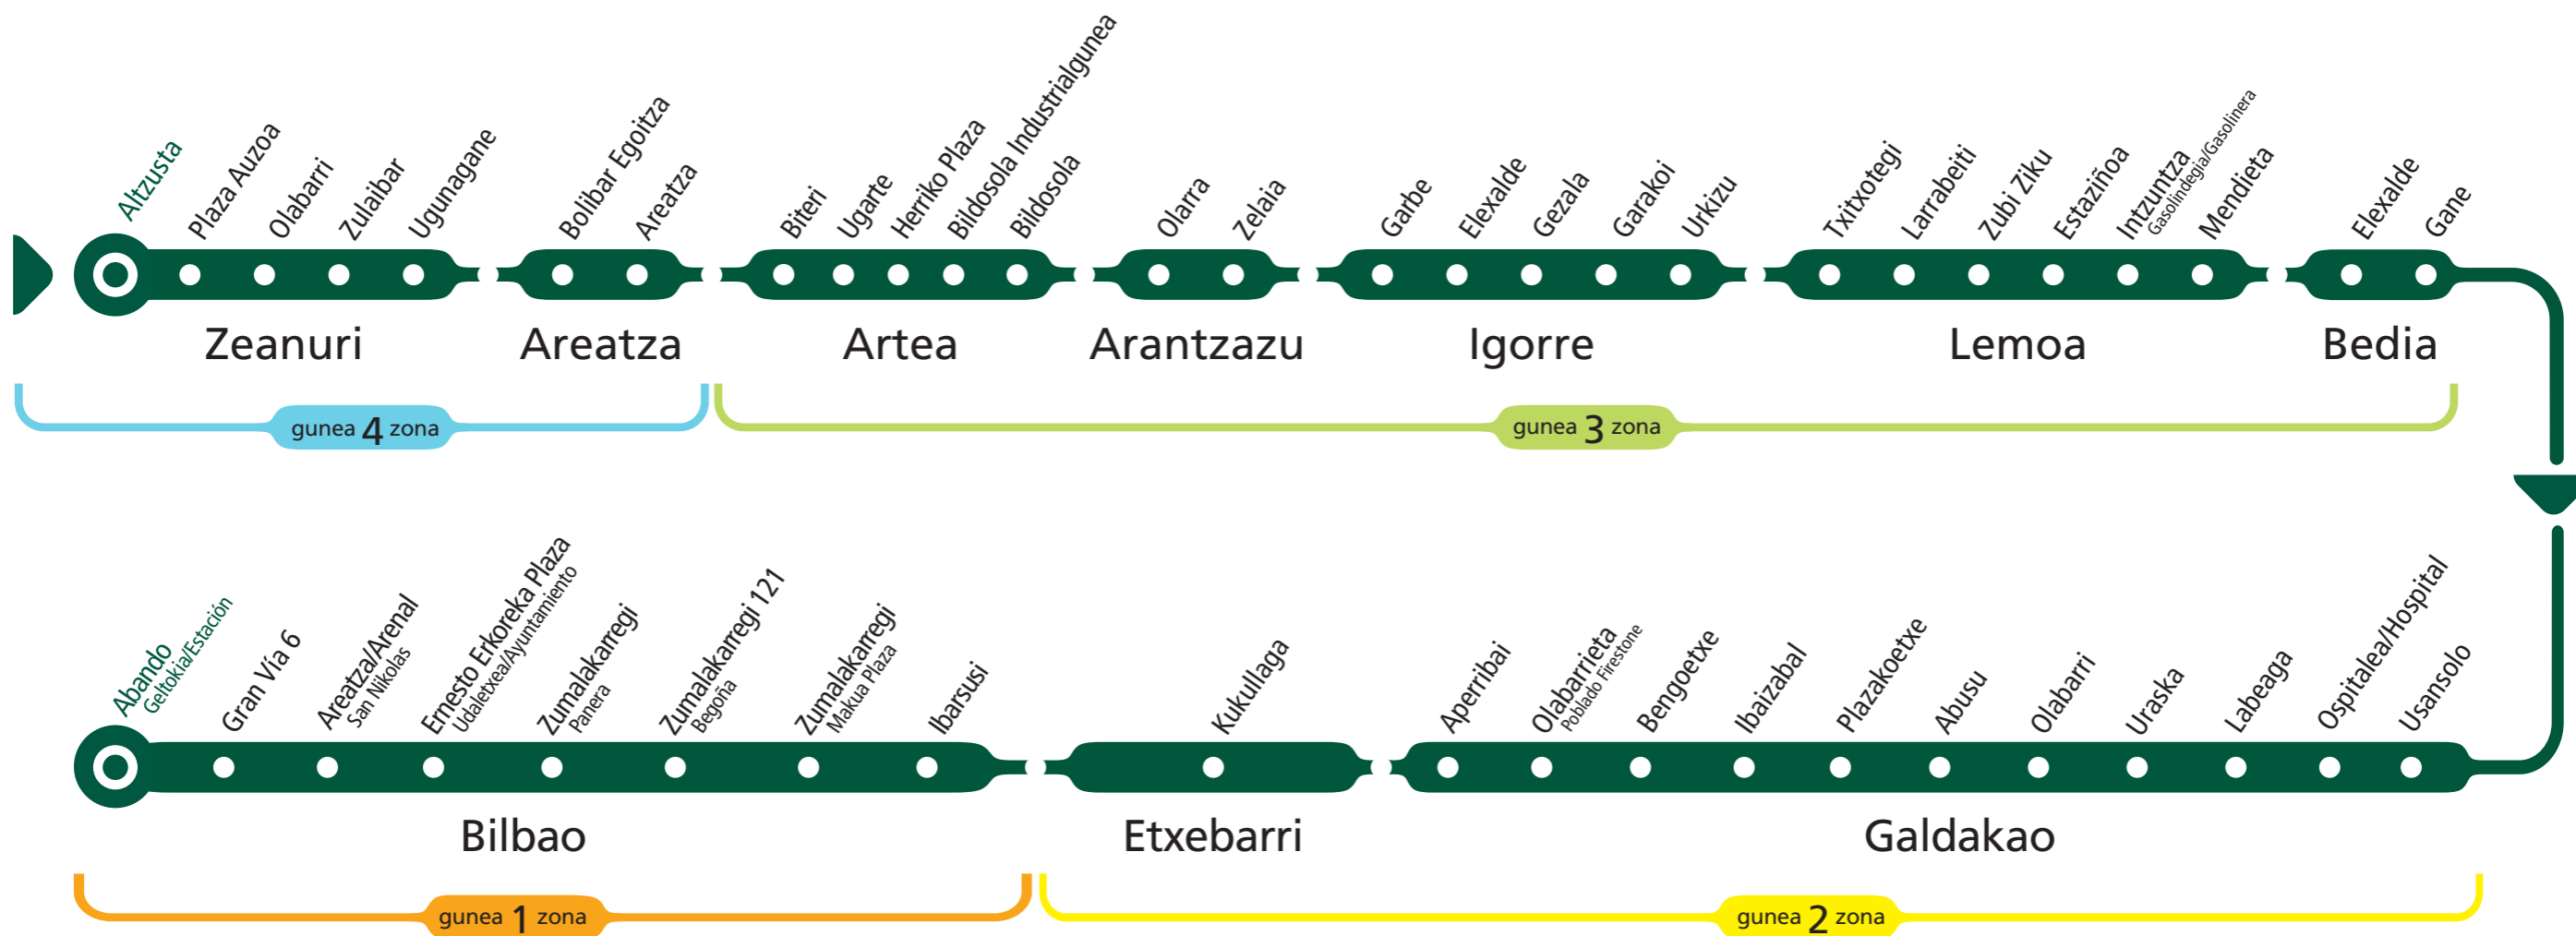 Altzusta
Plaza Auzoa
Olabarri
Zulaibar
Ugunagane
Bolibar Egoitza
Areatza
Biteri
Ugarte
Herriko Plaza
Bildosola Industrialgunea
Bildosola
Olarra
Zelaia
Garbe
Elexalde
Gezala
Garakoi
Urkizu
Txitxotegi
Larrabeiti
Zubi Ziku
Estaziñoa
Intzuntza
Gasolindegia/Gasolinera
Mendieta
Elexalde
Gane
Zeanuri
Areatza
Artea
Arantzazu
Igorre
Lemoa
Bedia
gunea 4 zona
gunea 3 zona
Abando
Geltokia/Estación
Gran Vía 6
Areatza/Arenal
San Nikolas
Ernesto Erkoreka Plaza
Udaletxea/Ayuntamiento
Zumalakarregi
Panera
Zumalakarregi 121
Begoña
Zumalakarregi
Makua Plaza
Ibarsusi
Kukullaga
Aperribai
Olabarrieta
Poblado Firestone
Bengoetxe
Ibaizabal
Plazakoetxe
Abusu
Olabarri
Uraska
Labeaga
Ospitalea/Hospital
Usansolo
Bilbao
Etxebarri
Galdakao
gunea 1 zona
gunea 2 zona